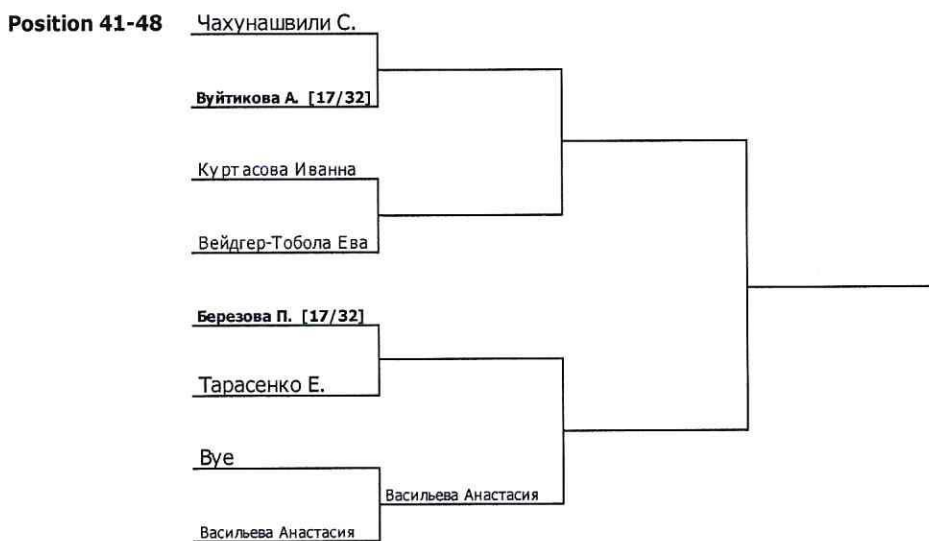 Position 41-48
Чахунашвили С.
Вуйтикова А. [17/32]
Куртасова Иванна
Вейдгер-Тобола Ева
Березова П. [17/32]
Тарасенко Е.
Bye
Васильева Анастасия
Васильева Анастасия